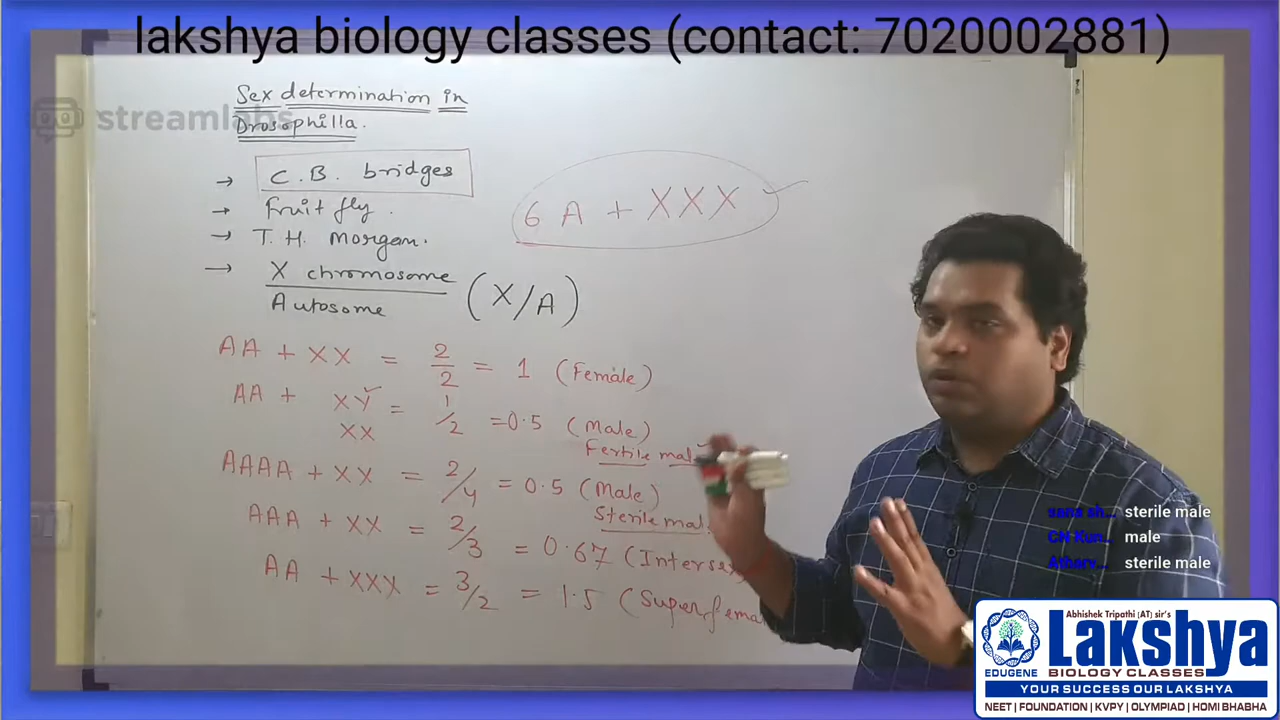 lakshya biology classes (contact: 7020002881)
streamlabs
Sex determination in
Drosophilla.
→ C.B. bridges
→ Fruit fly.
→ T. H. Morgan.
→ X chromosome
Autosome
(X/A)
6 A + XXX
AA + XX = 2/2 = 1 (Female)
AA + XY = 1/2 = 0.5 (Male)
XX
Fertile
AAAA + XX = 2/4 = 0.5 (Male)
Sterile
AAA + XX = 2/3 = 0.67 (Intersex
AA + XXX = 3/2 = 1.5
sterile male
male
sterile male
Abhishek Tripathi (AT) sir's
Lakshya
EDUGENE
BIOLOGY CLASSES
YOUR SUCCESS OUR LAKSHYA
NEET | FOUNDATION | KVPY | OLYMPIAD | HOMI BHABHA